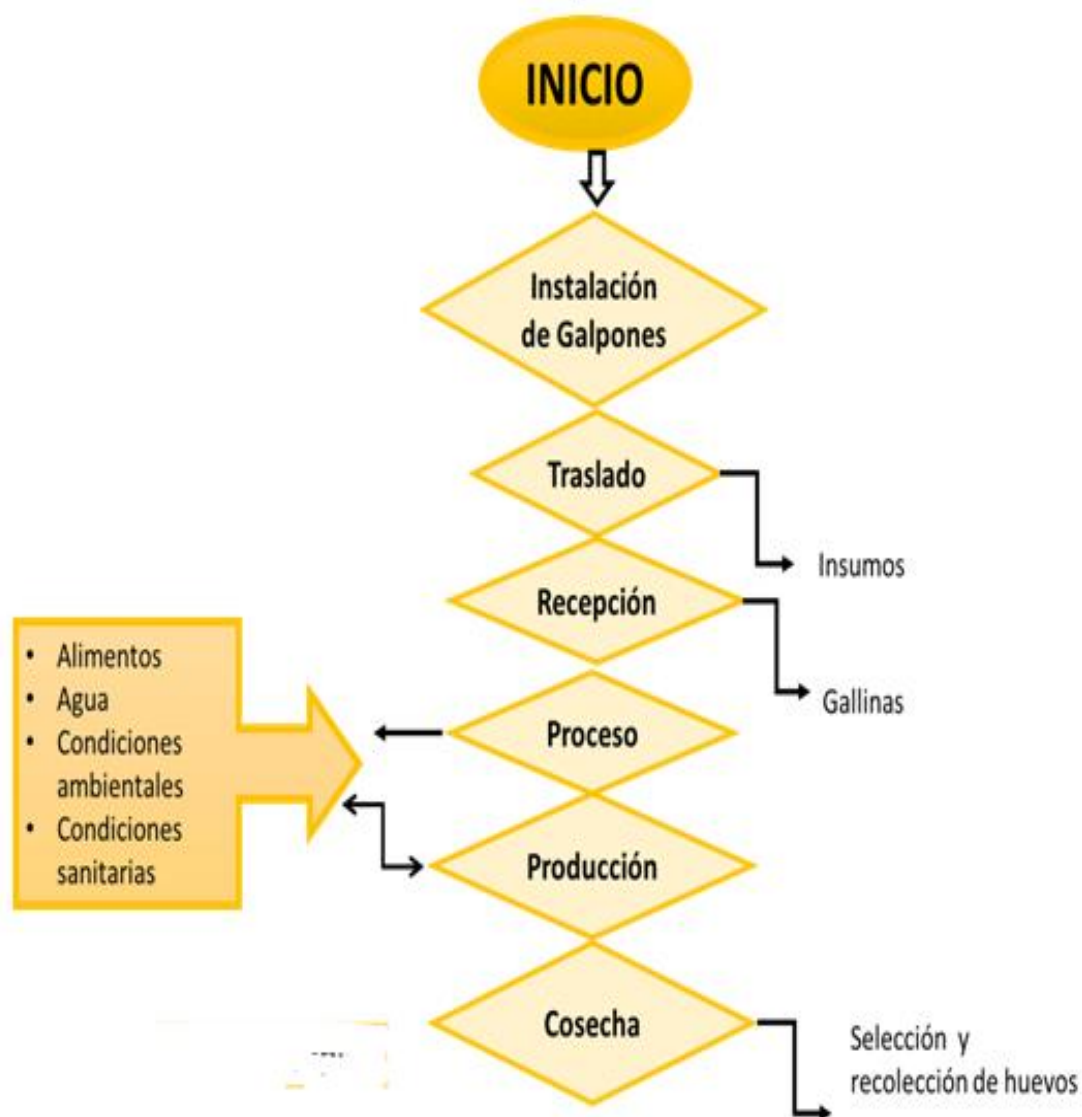 INICIO
Instalación
de Galpones
Traslado
Insumos
Recepción
Gallinas
• Alimentos
• Agua
• Condiciones
ambientales
• Condiciones
sanitarias
Proceso
Producción
Cosecha
Selección y
recolección de huevos